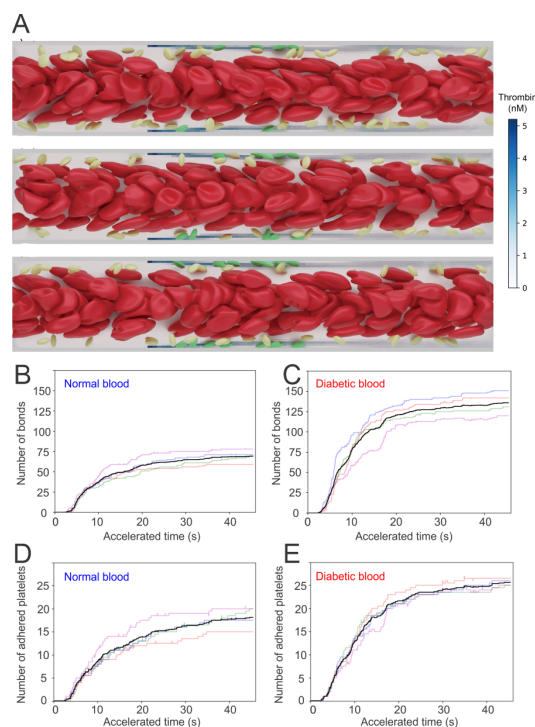 A
Thrombin
(nM)
5
4
3
2
1
0
B
Normal blood
Number of bonds
150
125
100
75
50
25
0
0
10
20
30
40
Accelerated time (s)
C
Diabetic blood
Number of bonds
150
125
100
75
50
25
0
0
10
20
30
40
Accelerated time (s)
D
Normal blood
Number of adhered platelets
25
20
15
10
5
0
0
10
20
30
40
Accelerated time (s)
E
Diabetic blood
Number of adhered platelets
25
20
15
10
5
0
0
10
20
30
40
Accelerated time (s)